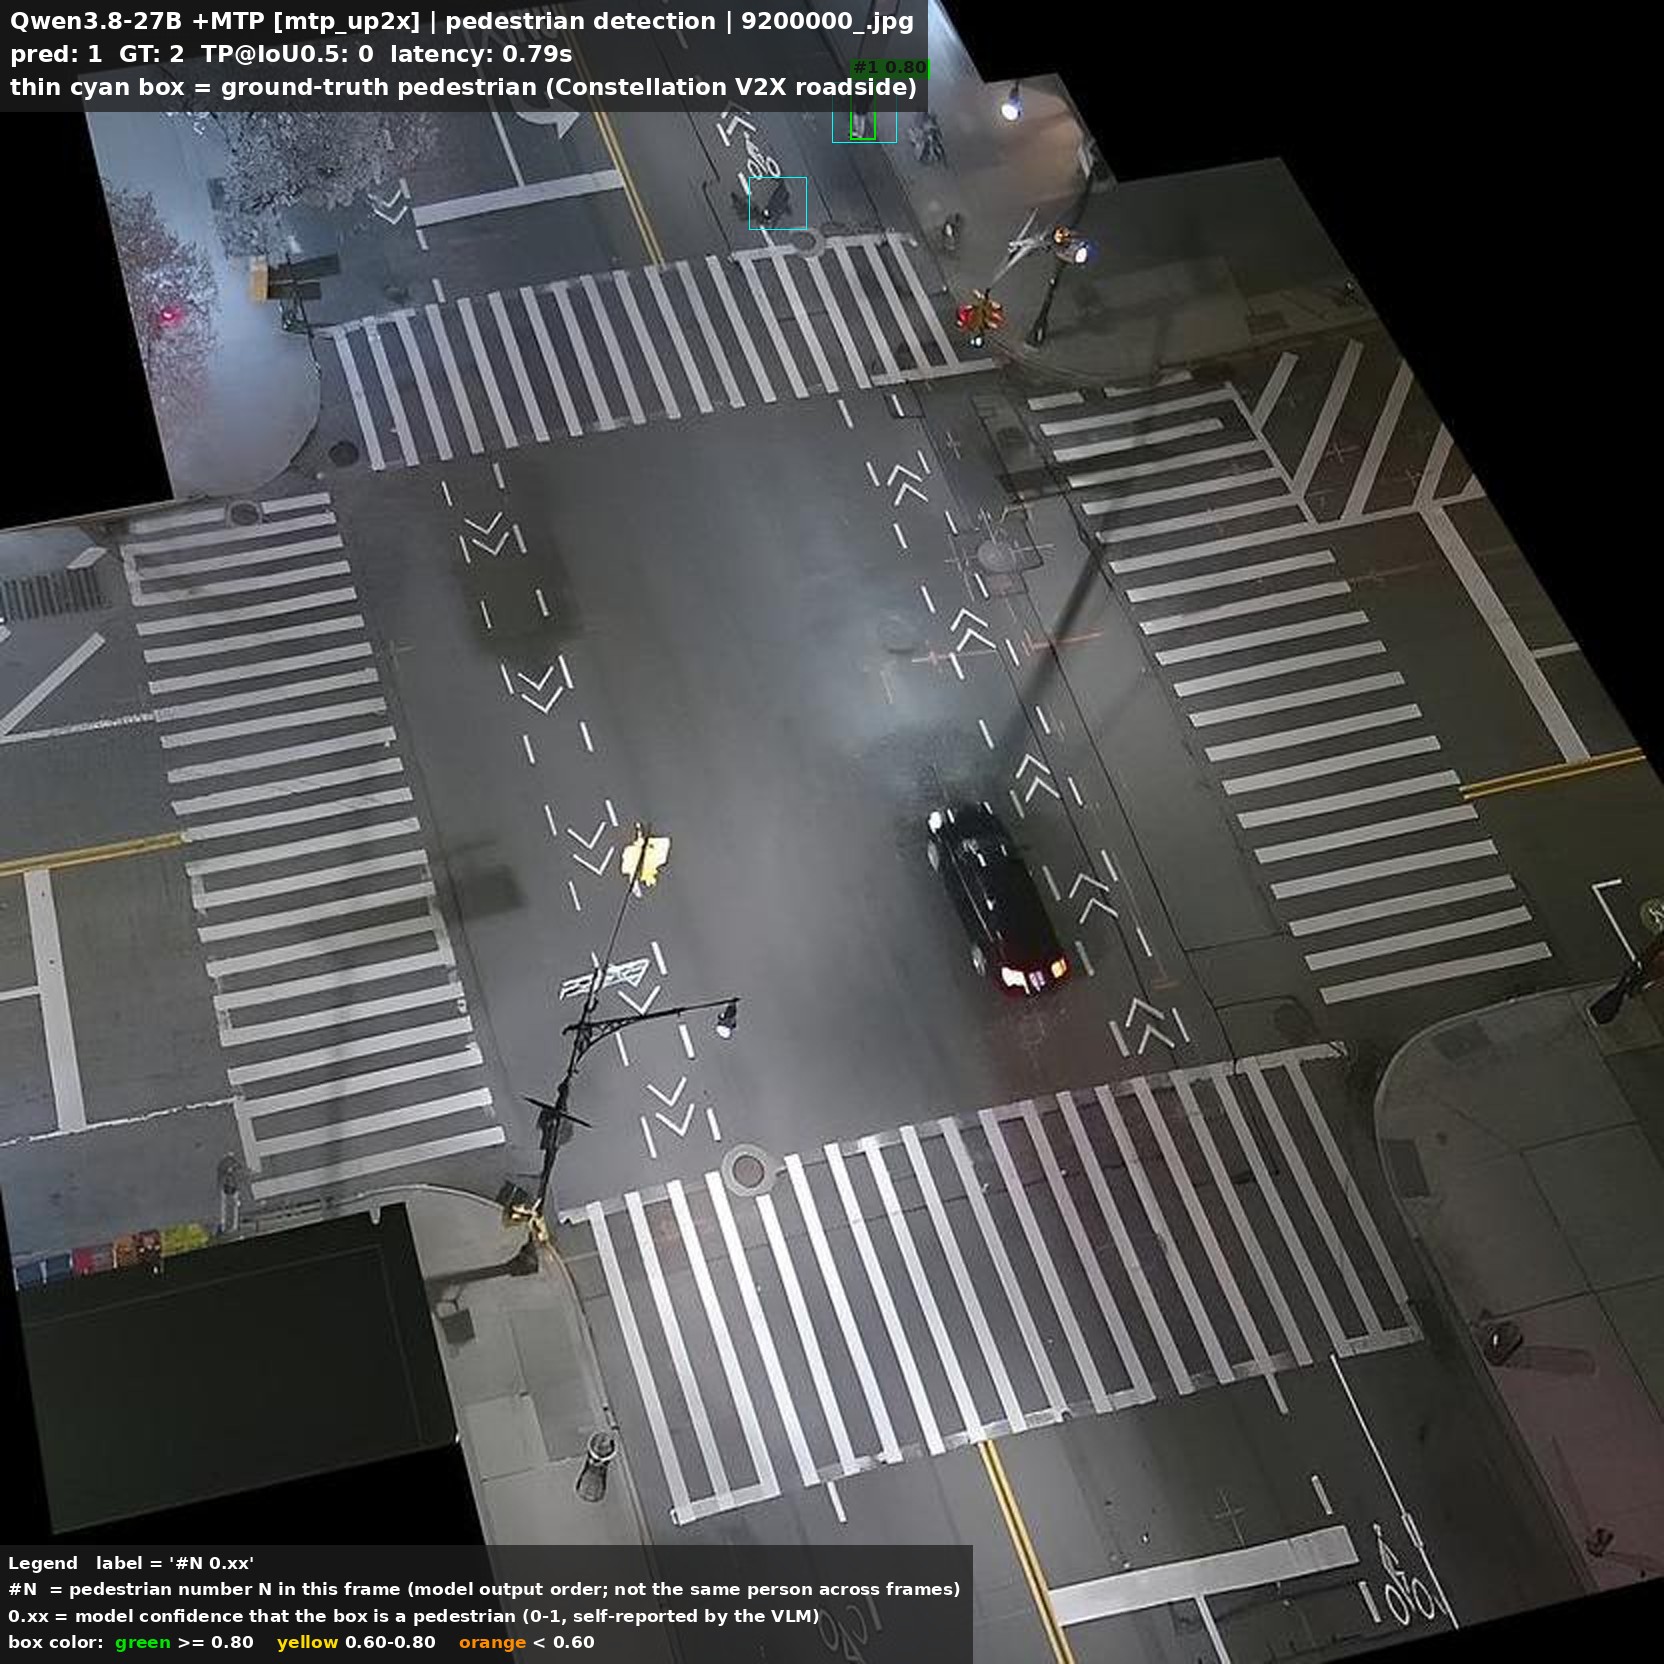 Qwen3.8-27B +MTP [mtp_up2x] | pedestrian detection | 9200000_.jpg
pred: 1  GT: 2  TP@IoU0.5: 0  latency: 0.79s
#1 0.80
thin cyan box = ground-truth pedestrian (Constellation V2X roadside)
Legend   label = '#N 0.xx'
#N  = pedestrian number N in this frame (model output order; not the same person across frames)
0.xx = model confidence that the box is a pedestrian (0-1, self-reported by the VLM)
box color:  green >= 0.80    yellow 0.60-0.80    orange < 0.60